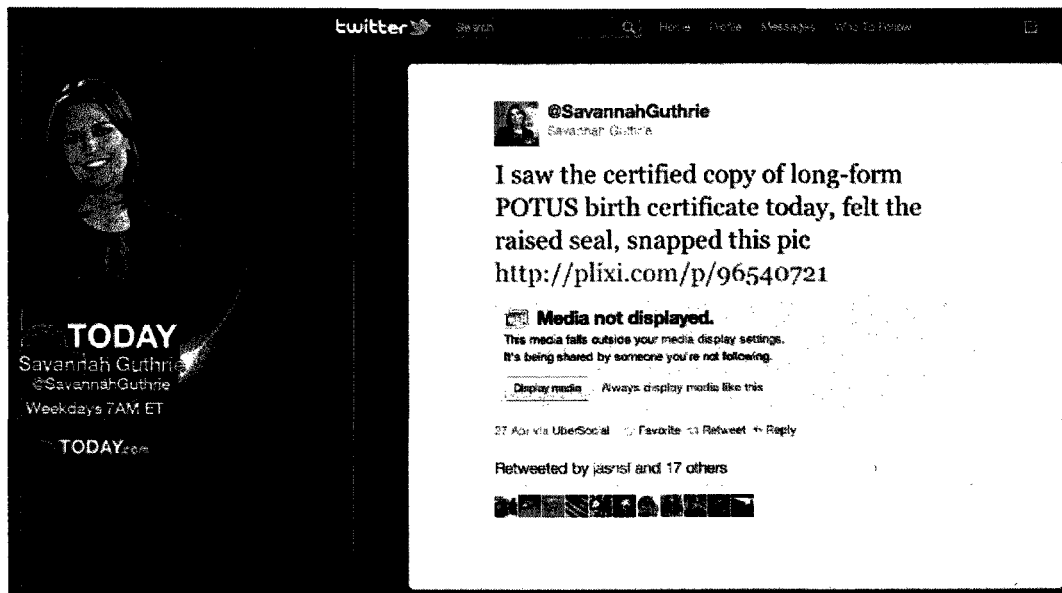 twitter Search Home Profile Messages Who To Follow
@SavannahGuthrie
Savannah Guthrie
I saw the certified copy of long-form
POTUS birth certificate today, felt the
raised seal, snapped this pic
http://plixi.com/p/96540721
Media not displayed.
This media falls outside your media display settings.
It's being shared by someone you're not following.
Display media Always display media like this
27 Apr via UberSocial Favorite Retweet Reply
Retweeted by and 17 others
TODAY
Savannah Guthrie
@SavannahGuthrie
Weekdays 7AM ET
TODAY.com